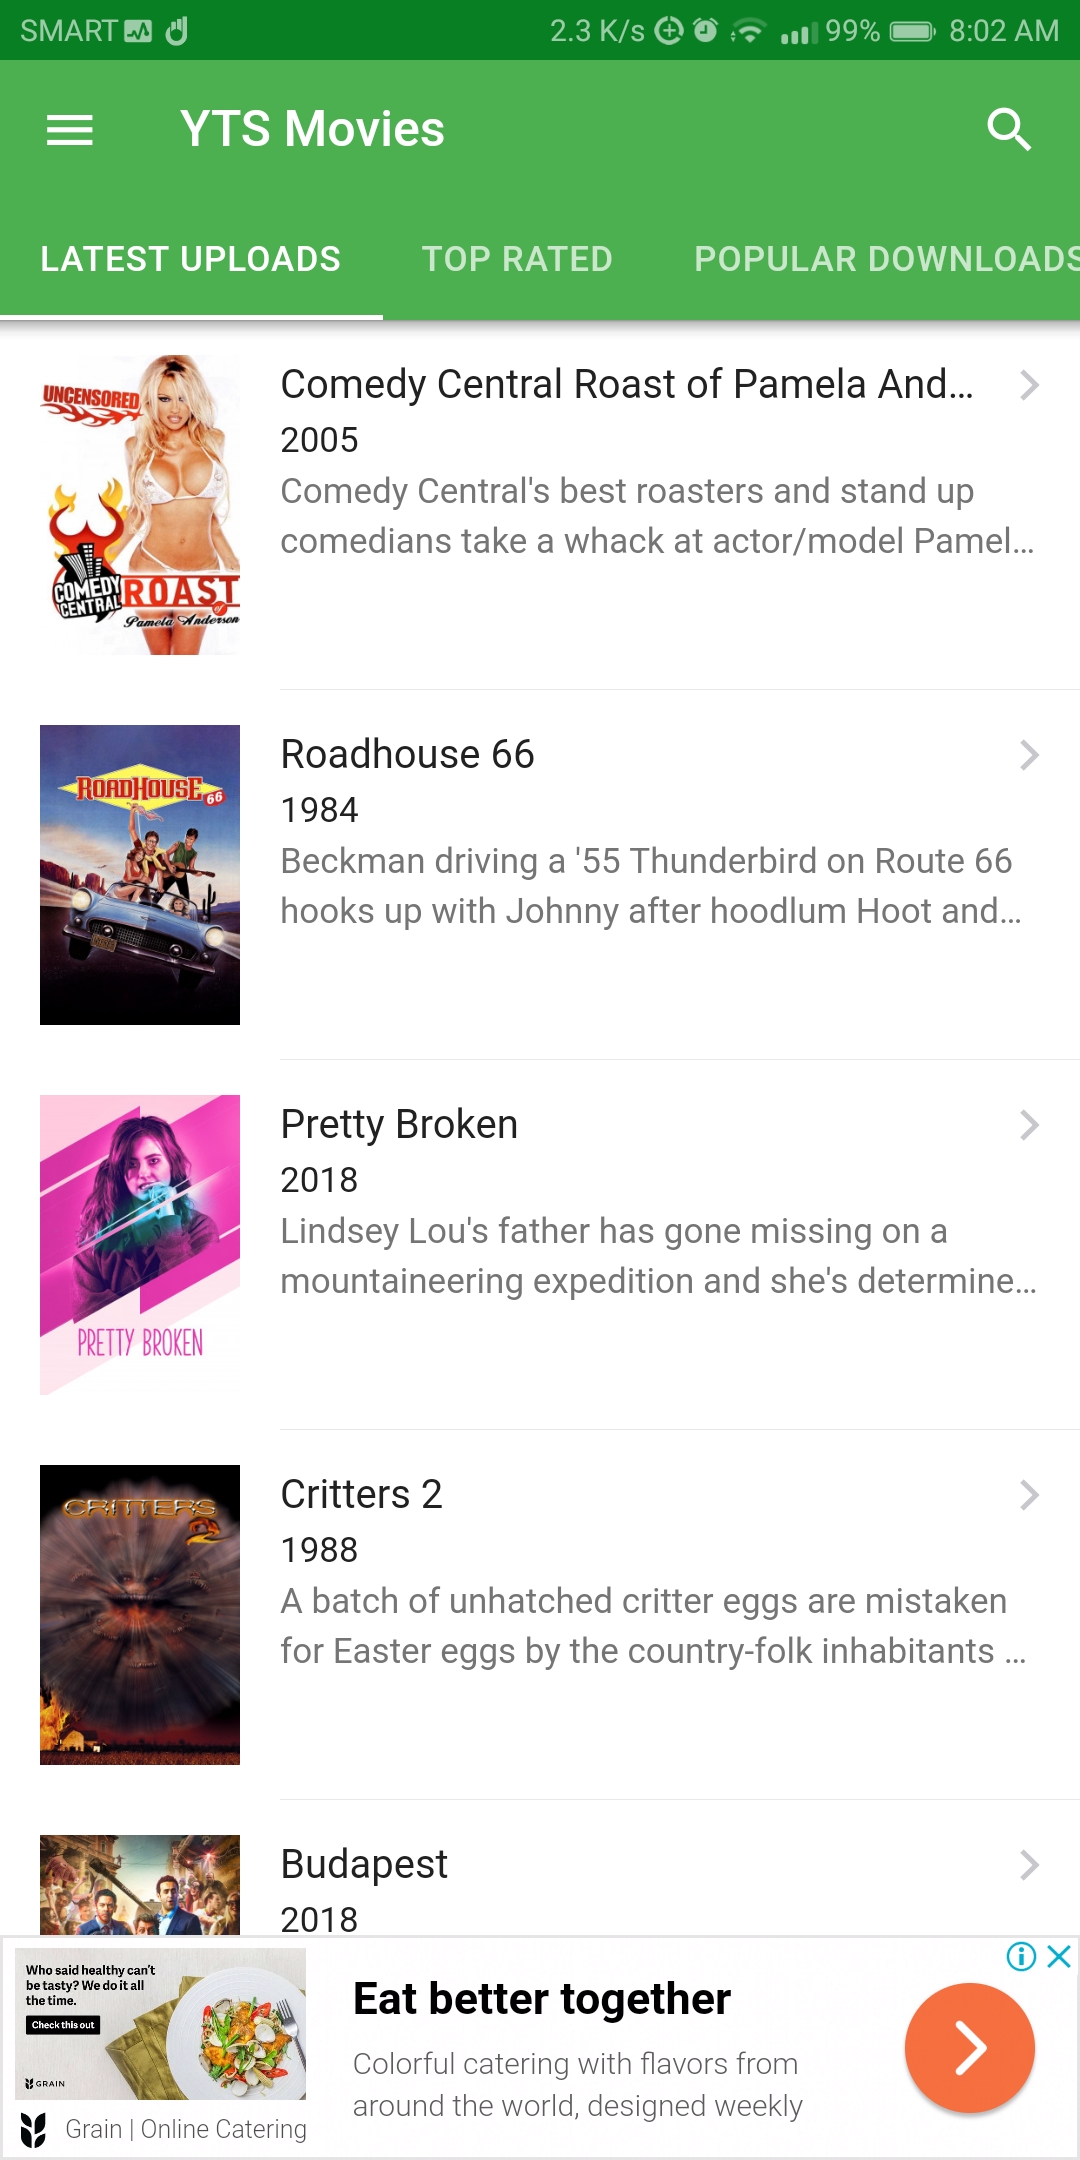 SMART 2.3 K/s 99% 8:02 AM
YTS Movies
LATEST UPLOADS TOP RATED POPULAR DOWNLOADS
UNCENSORED
COMEDY CENTRAL
ROAST
of
Pamela Anderson
Comedy Central Roast of Pamela And...
2005
Comedy Central's best roasters and stand up
comedians take a whack at actor/model Pamel...
ROADHOUSE
66
Roadhouse 66
1984
Beckman driving a '55 Thunderbird on Route 66
hooks up with Johnny after hoodlum Hoot and...
PRETTY BROKEN
Pretty Broken
2018
Lindsey Lou's father has gone missing on a
mountaineering expedition and she's determine...
CRITTERS
2
Critters 2
1988
A batch of unhatched critter eggs are mistaken
for Easter eggs by the country-folk inhabitants ...
Budapest
2018
Who said healthy can't
be tasty? We do it all
the time.
Check this out
GRAIN
Grain | Online Catering
Eat better together
Colorful catering with flavors from
around the world, designed weekly